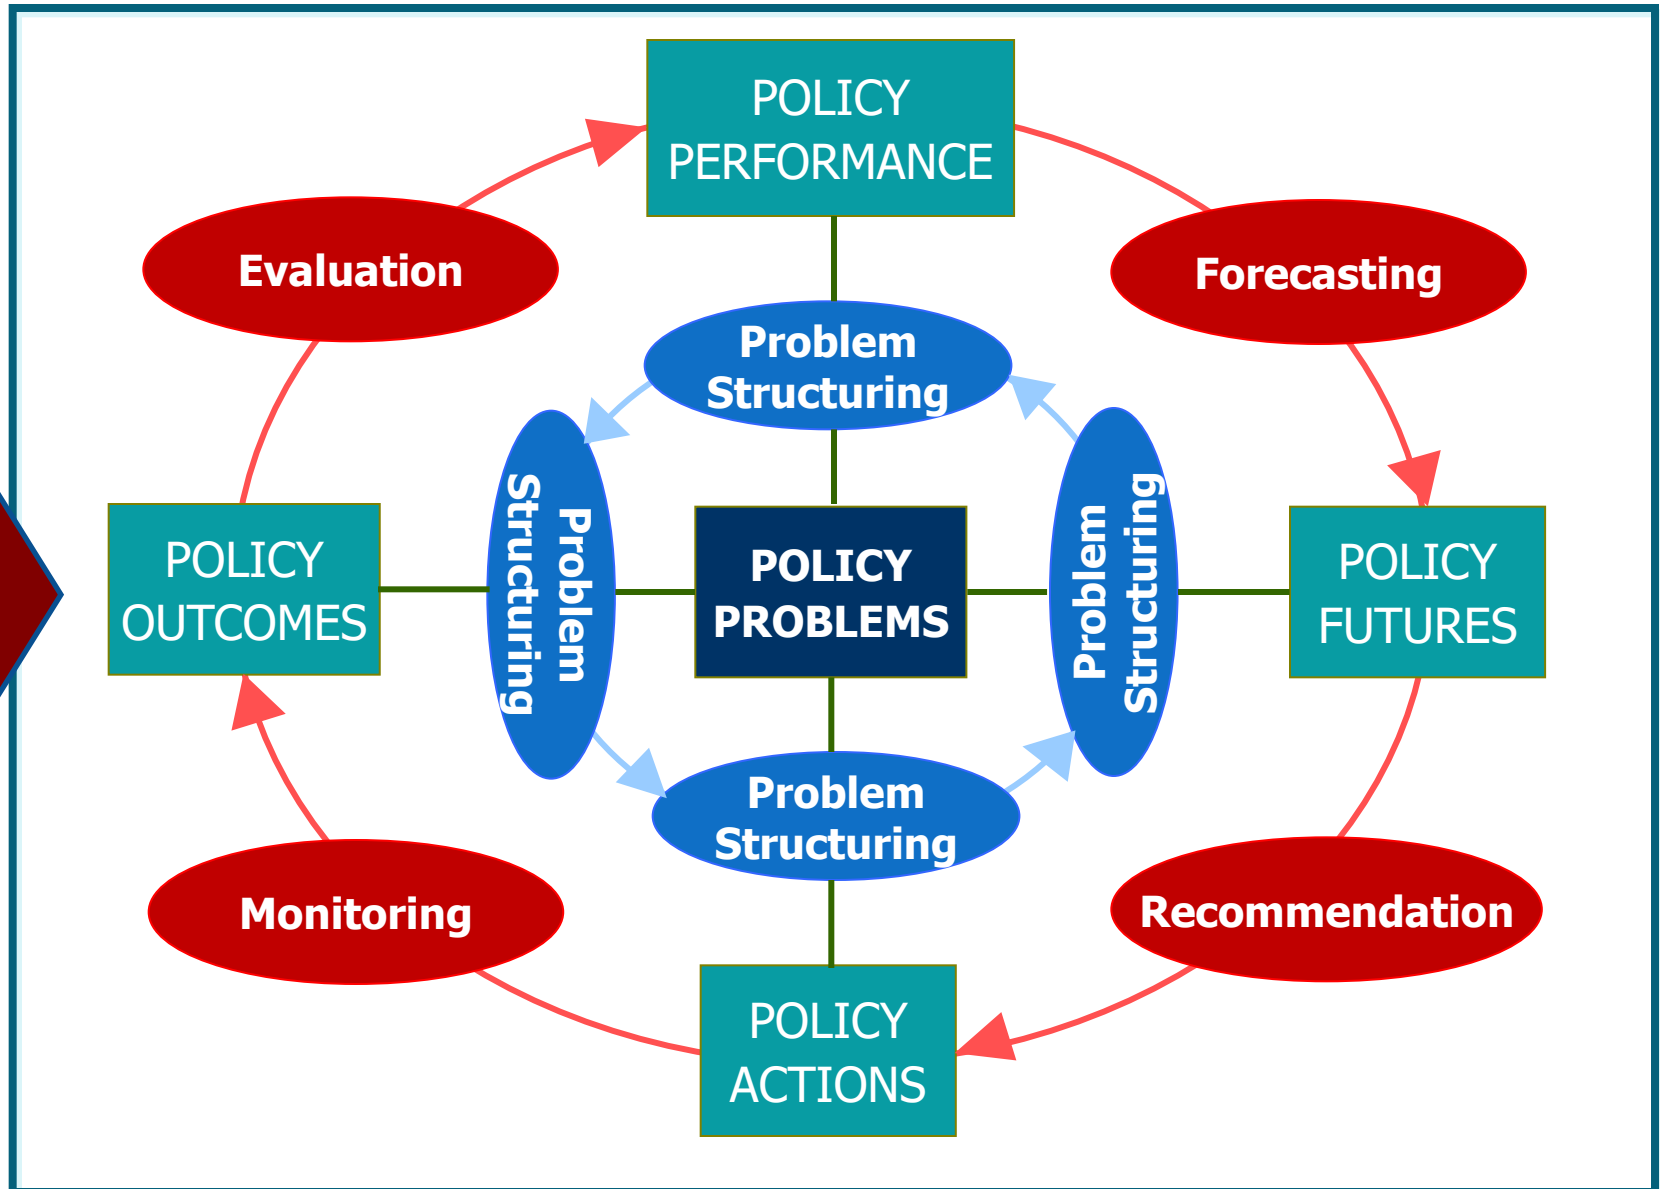 POLICY
PERFORMANCE
Evaluation
Forecasting
Problem
Structuring
Problem
Structuring
POLICY
OUTCOMES
POLICY
PROBLEMS
Problem
Structuring
POLICY
FUTURES
Problem
Structuring
Monitoring
Recommendation
POLICY
ACTIONS